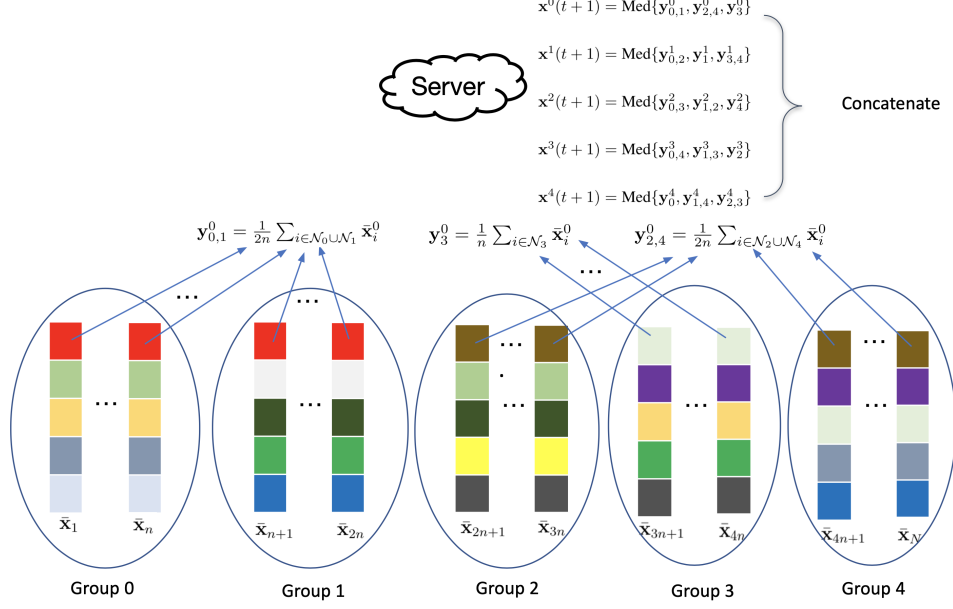 x⁰(t + 1) = Med{y⁰₀,₁, y⁰₂,₄, y⁰₃}
x¹(t + 1) = Med{y¹₀,₂, y¹₁, y¹₃,₄}
Server
x²(t + 1) = Med{y²₀,₃, y²₁,₂, y²₄}
Concatenate
x³(t + 1) = Med{y³₀,₄, y³₁,₃, y³₂}
x⁴(t + 1) = Med{y⁴₀, y⁴₁,₄, y⁴₂,₃}
y⁰₀,₁ = 1/2n ∑_{i∈𝒩₀∪𝒩₁} x̄⁰ᵢ
y⁰₃ = 1/n ∑_{i∈𝒩₃} x̄⁰ᵢ
y⁰₂,₄ = 1/2n ∑_{i∈𝒩₂∪𝒩₄} x̄⁰ᵢ
... ... ...
... ...
... ... ... ... ...
x̄₁ x̄ₙ x̄ₙ₊₁ x̄₂ₙ x̄₂ₙ₊₁ x̄₃ₙ x̄₃ₙ₊₁ x̄₄ₙ x̄₄ₙ₊₁ x̄_N
Group 0 Group 1 Group 2 Group 3 Group 4